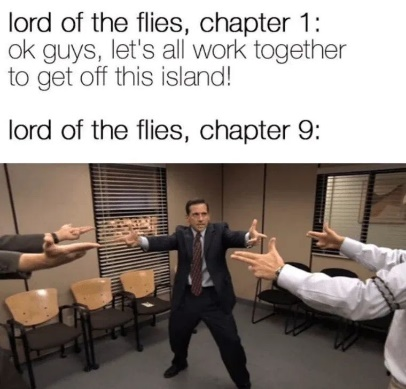 lord of the flies, chapter 1:
ok guys, let's all work together
to get off this island!
lord of the flies, chapter 9: